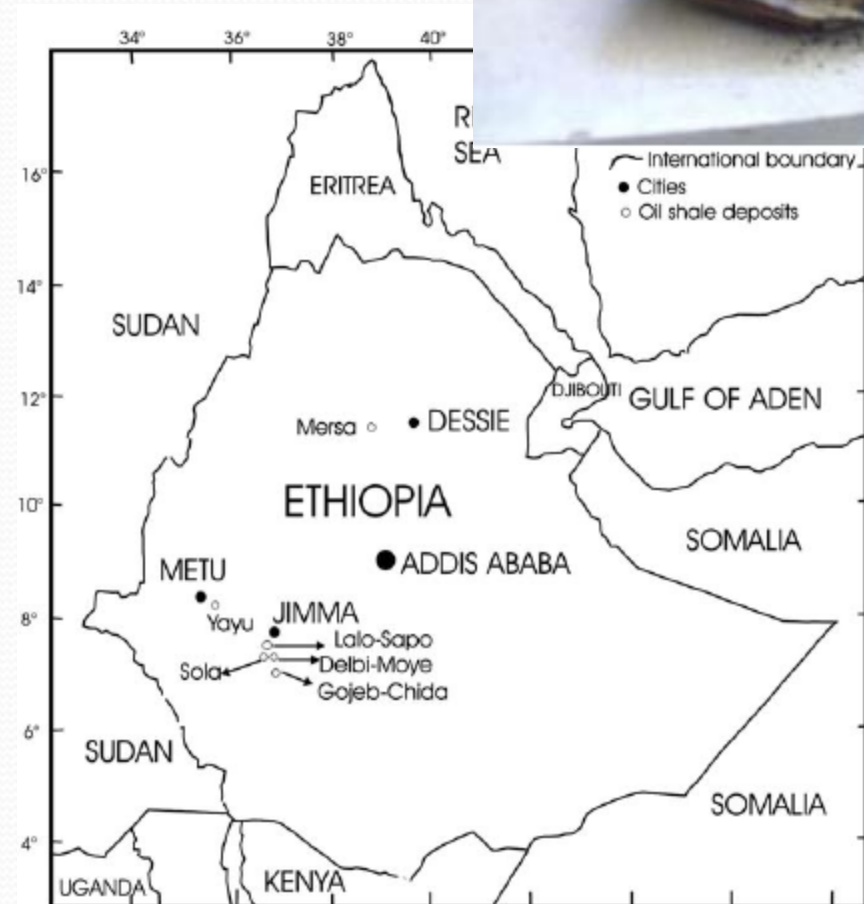 34° 36° 38° 40°
SEA
International boundary
Cities
Oil shale deposits
16°
ERITREA
14°
SUDAN
12°
DJIBOUTI
GULF OF ADEN
Mersa
DESSIE
10°
ETHIOPIA
SOMALIA
ADDIS ABABA
METU
8°
JIMMA
Yayu
Lalo-Sapo
Sola
Delbi-Moye
Gojeb-Chida
6°
SUDAN
SOMALIA
4°
UGANDA
KENYA